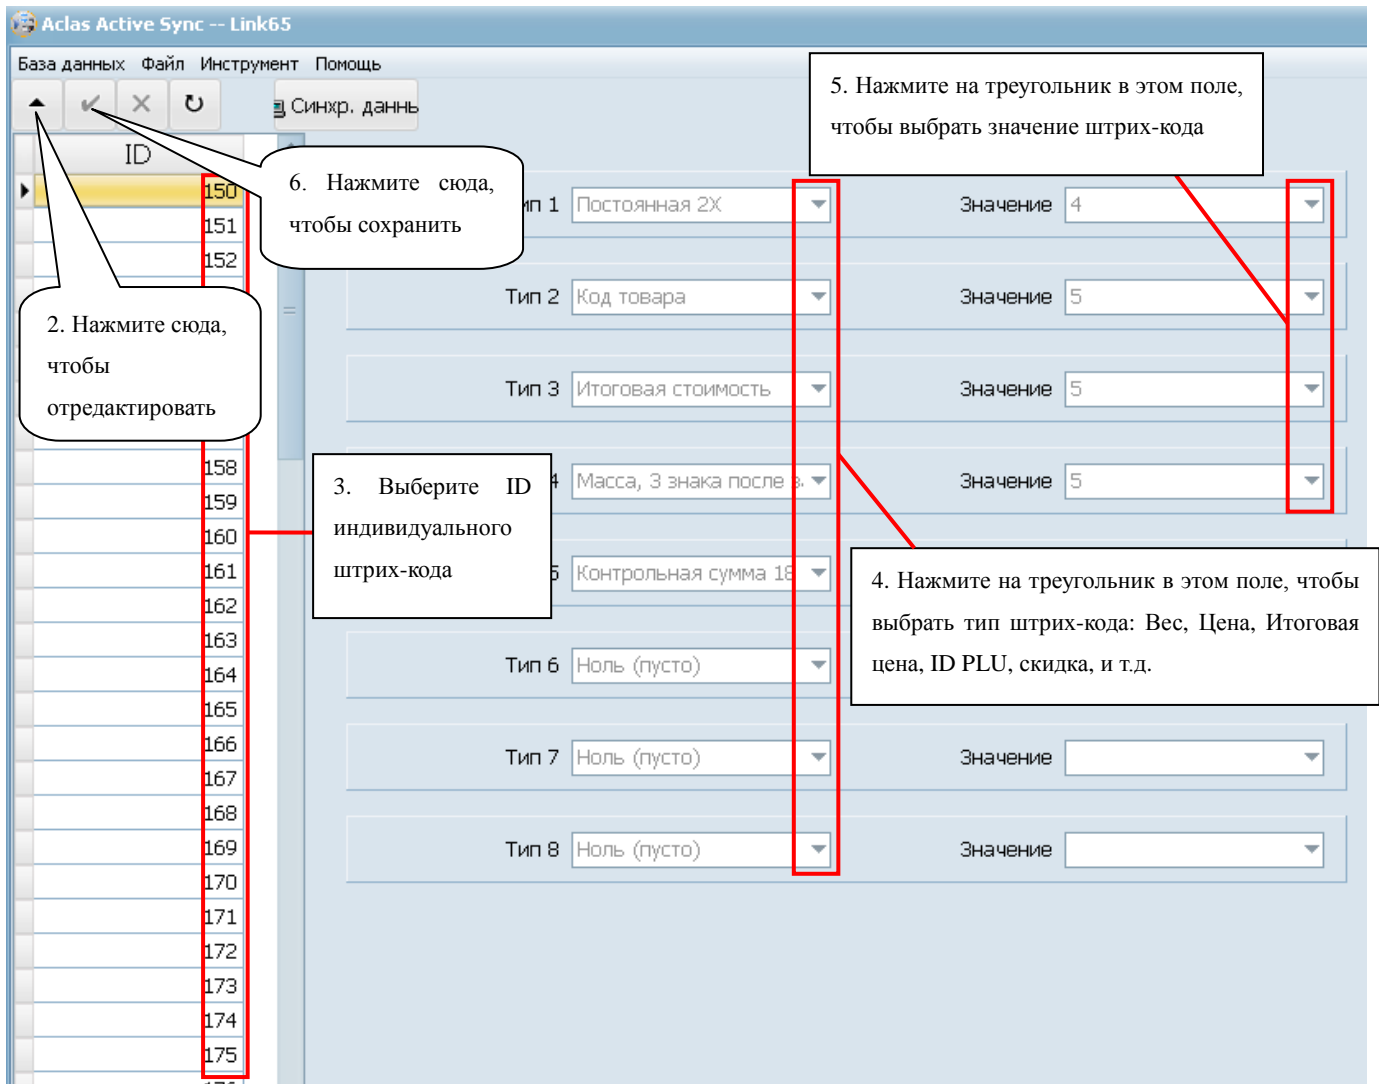 Aclas Active Sync -- Link65
База данных Файл Инструмент Помощь
Синхр. даннь
5. Нажмите на треугольник в этом поле,
чтобы выбрать значение штрих-кода
ID
150
151
152
6. Нажмите сюда,
чтобы сохранить
ип 1 Постоянная 2X Значение 4
2. Нажмите сюда,
чтобы
отредактировать
Тип 2 Код товара Значение 5
Тип 3 Итоговая стоимость Значение 5
4 Масса, 3 знака после з. Значение 5
158
159
160
161
162
163
164
165
166
167
168
169
170
171
172
173
174
175
3. Выберите ID
индивидуального
штрих-кода
5 Контрольная сумма 18
4. Нажмите на треугольник в этом поле, чтобы
выбрать тип штрих-кода: Вес, Цена, Итоговая
цена, ID PLU, скидка, и т.д.
Тип 6 Ноль (пусто)
Тип 7 Ноль (пусто) Значение
Тип 8 Ноль (пусто) Значение